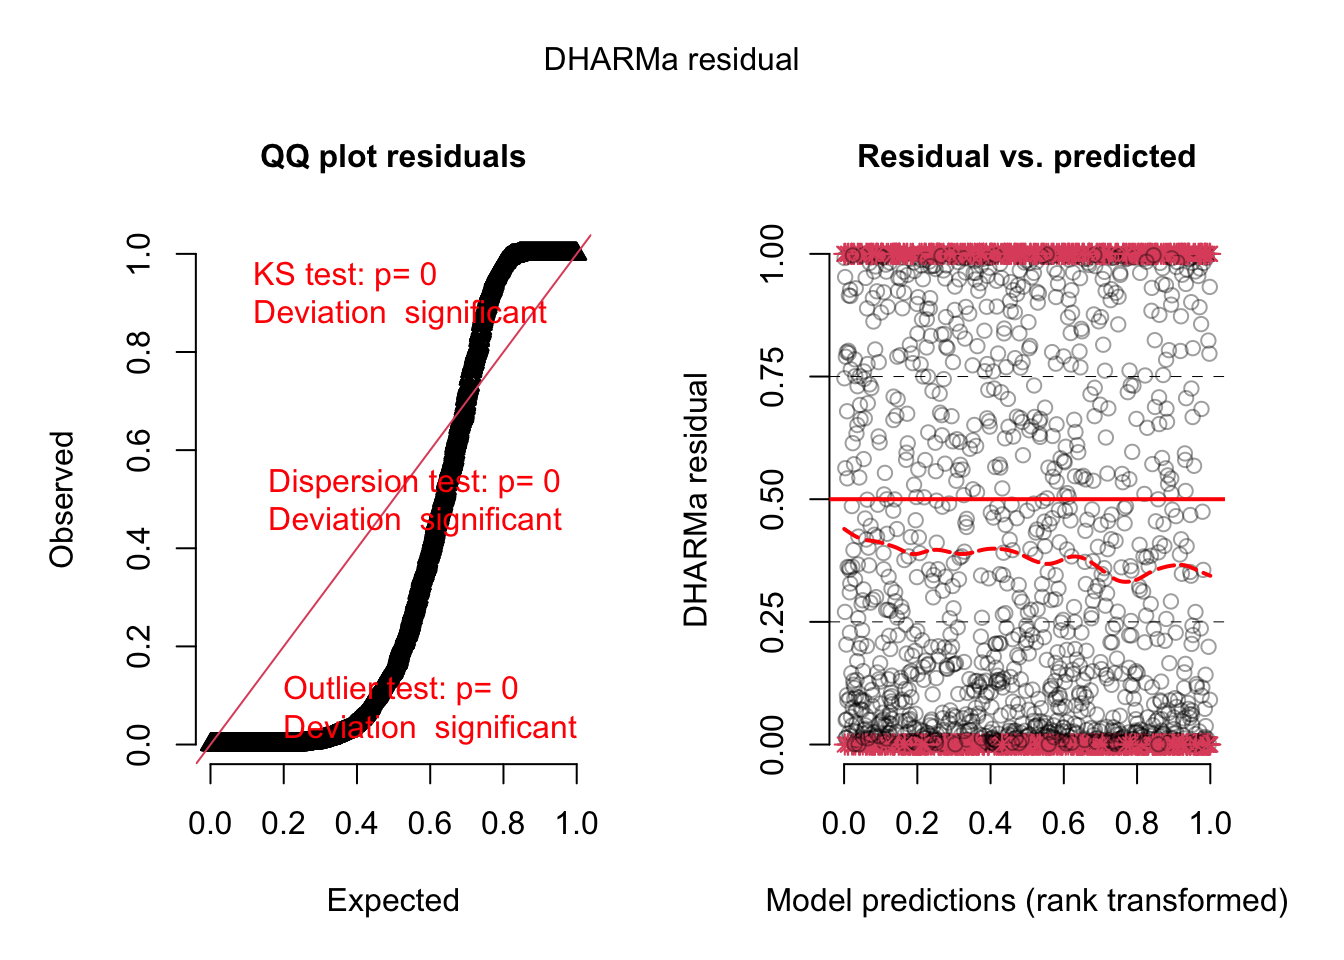 DHARMa residual
QQ plot residuals
1.0
0.8
0.6
0.4
0.2
0.0
Observed
KS test: p= 0
Deviation  significant
Dispersion test: p= 0
Deviation  significant
Outlier test: p= 0
Deviation  significant
0.0 0.2 0.4 0.6 0.8 1.0
Expected
Residual vs. predicted
1.00
0.75
0.50
0.25
0.00
DHARMa residual
0.0 0.2 0.4 0.6 0.8 1.0
Model predictions (rank transformed)